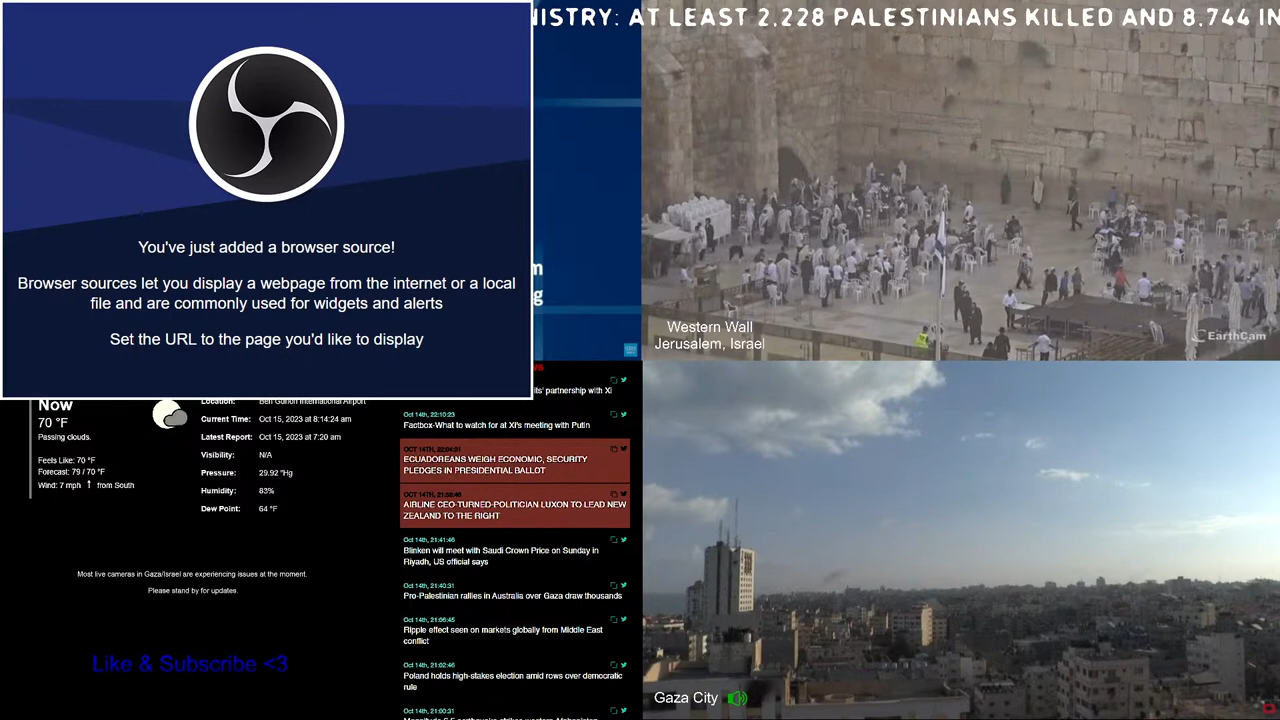 NISTRY: AT LEAST 2,228 PALESTINIANS KILLED AND 8,744 IN
You've just added a browser source!
Browser sources let you display a webpage from the internet or a local
file and are commonly used for widgets and alerts
Set the URL to the page you'd like to display
m
g
Western Wall
Jerusalem, Israel
EarthCam
Now
70 °F
Passing clouds.
Feels Like: 70 °F
Forecast: 79 / 70 °F
Wind: 7 mph ↑ from South
Location: Ben Gurion International Airport
Current Time: Oct 15, 2023 at 8:14:24 am
Latest Report: Oct 15, 2023 at 7:20 am
Visibility: N/A
Pressure: 29.92 "Hg
Humidity: 83%
Dew Point: 64 °F
Most live cameras in Gaza/Israel are experiencing issues at the moment.
Please stand by for updates.
Like & Subscribe <3
ws
its' partnership with Xi
Oct 14th, 22:10:23
Factbox-What to watch for at Xi's meeting with Putin
ECUADOREANS WEIGH ECONOMIC, SECURITY
PLEDGES IN PRESIDENTIAL BALLOT
AIRLINE CEO-TURNED-POLITICIAN LUXON TO LEAD NEW
ZEALAND TO THE RIGHT
Oct 14th, 21:41:46
Blinken will meet with Saudi Crown Price on Sunday in
Riyadh, US official says
Oct 14th, 21:40:31
Pro-Palestinian rallies in Australia over Gaza draw thousands
Oct 14th, 21:06:45
Ripple effect seen on markets globally from Middle East
conflict
Oct 14th, 21:02:46
Poland holds high-stakes election amid rows over democratic
rule
Oct 14th, 21:00:31
Gaza City